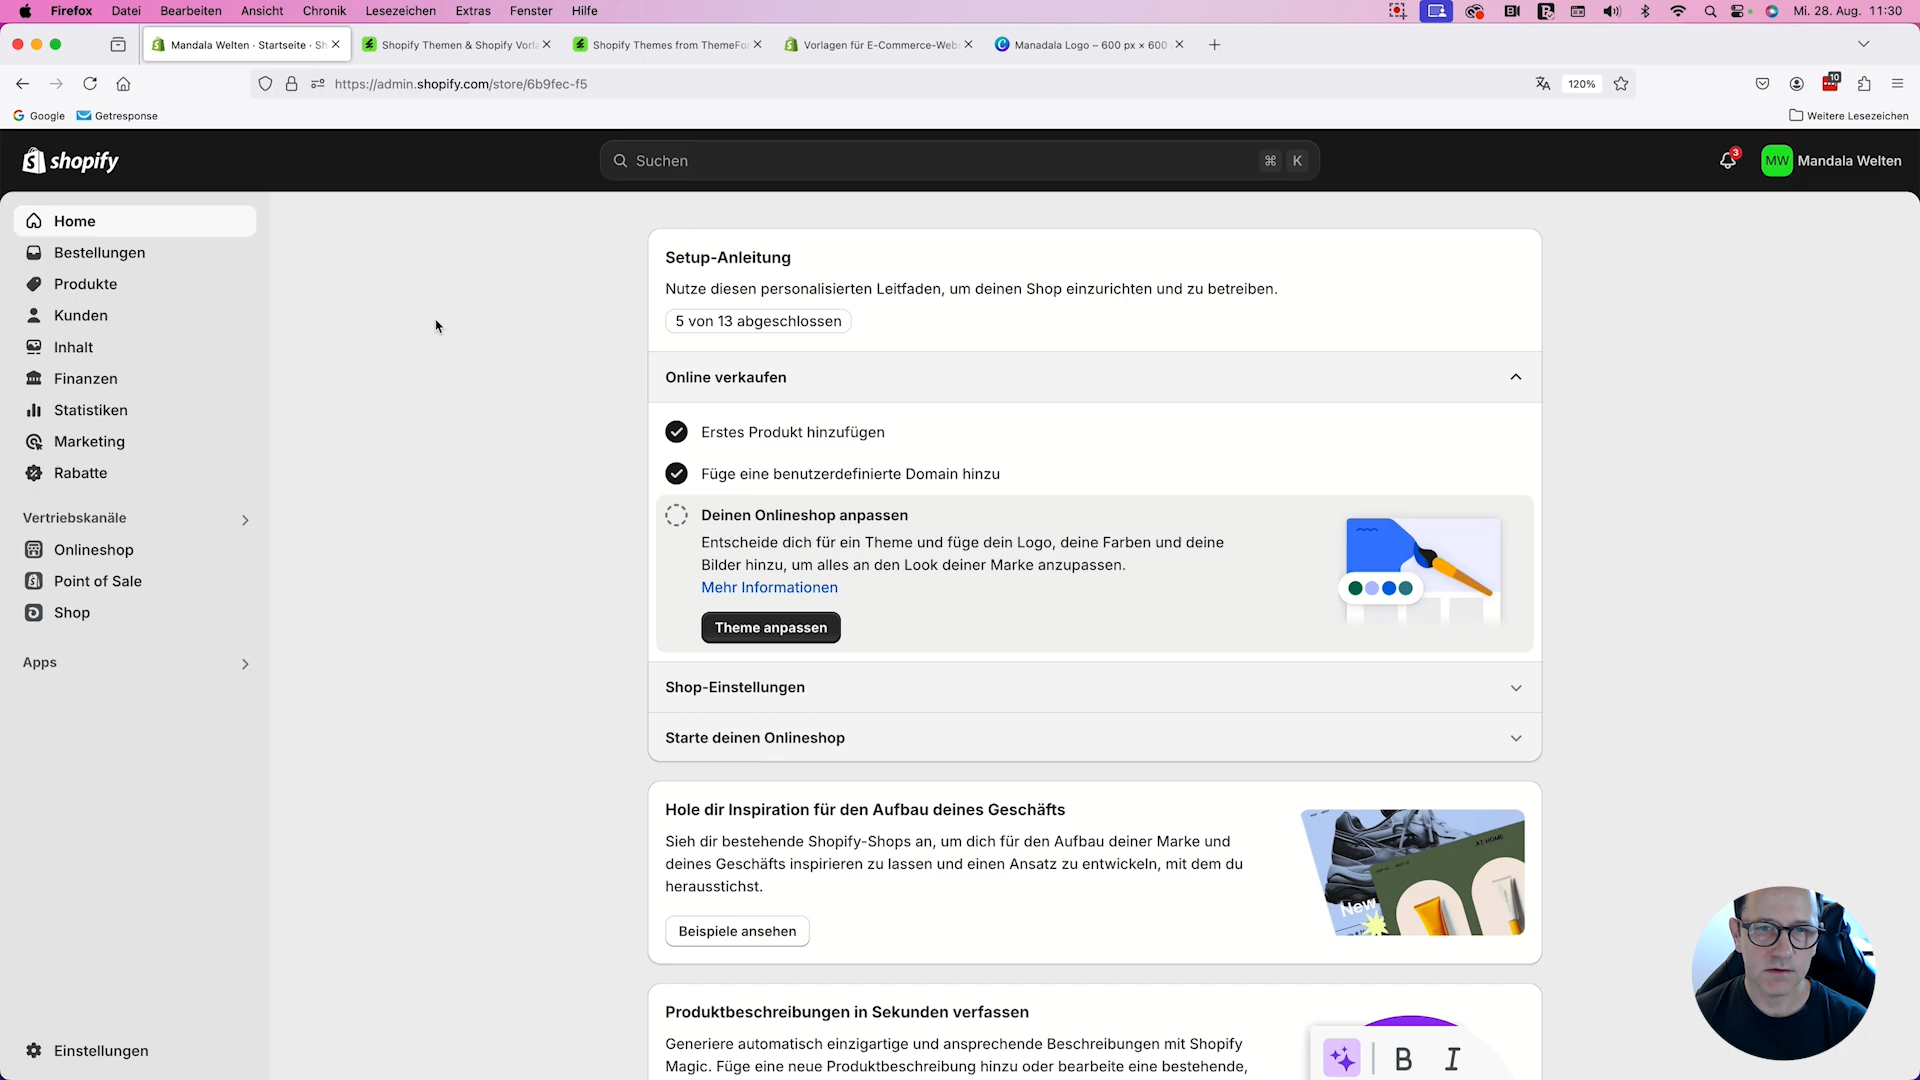 Firefox Datei Bearbeiten Ansicht Chronik Lesezeichen Extras Fenster Hilfe Mi. 28. Aug. 11:30
Mandala Welten · Startseite · Sh
Shopify Themen & Shopify Vorla
Shopify Themes from ThemeFor
Vorlagen für E-Commerce-Web
Manadala Logo – 600 px × 600
https://admin.shopify.com/store/6b9fec-f5 120% 10
Google Getresponse Weitere Lesezeichen
shopify Suchen ⌘ K 3 MW Mandala Welten
Home
Bestellungen
Produkte
Kunden
Inhalt
Finanzen
Statistiken
Marketing
Rabatte
Vertriebskanäle
Onlineshop
Point of Sale
Shop
Apps
Einstellungen
Setup-Anleitung
Nutze diesen personalisierten Leitfaden, um deinen Shop einzurichten und zu betreiben.
5 von 13 abgeschlossen
Online verkaufen
Erstes Produkt hinzufügen
Füge eine benutzerdefinierte Domain hinzu
Deinen Onlineshop anpassen
Entscheide dich für ein Theme und füge dein Logo, deine Farben und deine
Bilder hinzu, um alles an den Look deiner Marke anzupassen.
Mehr Informationen
Theme anpassen
Shop-Einstellungen
Starte deinen Onlineshop
Hole dir Inspiration für den Aufbau deines Geschäfts
Sieh dir bestehende Shopify-Shops an, um dich für den Aufbau deiner Marke und
deines Geschäfts inspirieren zu lassen und einen Ansatz zu entwickeln, mit dem du
herausstichst.
Beispiele ansehen
AT HOME
New
Produktbeschreibungen in Sekunden verfassen
Generiere automatisch einzigartige und ansprechende Beschreibungen mit Shopify
Magic. Füge eine neue Produktbeschreibung hinzu oder bearbeite eine bestehende,
B I